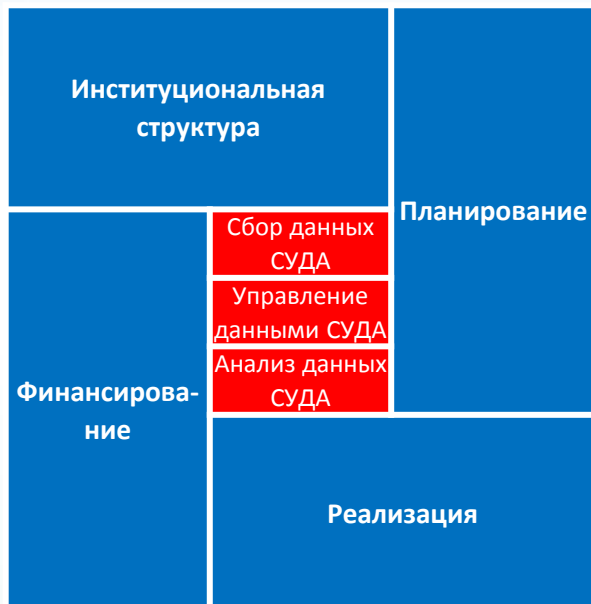 Институциональная
структура
Планирование
Сбор данных
СУДА
Управление
данными СУДА
Анализ данных
СУДА
Финансирова-
ние
Реализация